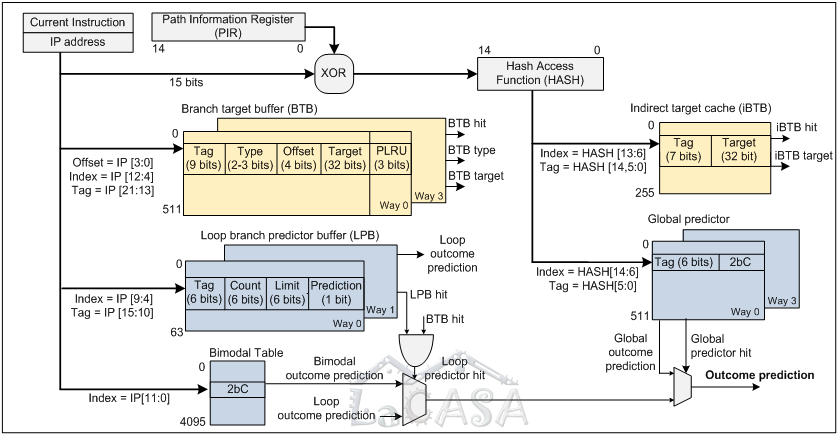 Current Instruction
IP address
Path Information Register
(PIR)
14 0
XOR
15 bits
14 0
Hash Access
Function (HASH)
Branch target buffer (BTB)
0
Tag
(9 bits)
Type
(2-3 bits)
Offset
(4 bits)
Target
(32 bits)
PLRU
(3 bits)
Way 0
Way 3
511
Offset = IP [3:0]
Index = IP [12:4]
Tag = IP [21:13]
BTB hit
BTB type
BTB target
Indirect target cache (iBTB)
0
Tag
(7 bits)
Target
(32 bit)
255
Index = HASH [13:6]
Tag = HASH [14,5:0]
iBTB hit
iBTB target
Loop branch predictor buffer (LPB)
0
Tag
(6 bits)
Count
(6 bits)
Limit
(6 bits)
Prediction
(1 bit)
Way 0
Way 1
63
Index = IP [9:4]
Tag = IP [15:10]
Loop
outcome
prediction
LPB hit
BTB hit
Global predictor
0
Tag (6 bits)
2bC
Way 0
Way 3
511
Index = HASH[14:6]
Tag = HASH[5:0]
Global
outcome
prediction
Global
predictor hit
Bimodal Table
0
2bC
4095
Index = IP[11:0]
Bimodal
outcome prediction
Loop
predictor hit
Loop
outcome prediction
Outcome prediction
LaCASA